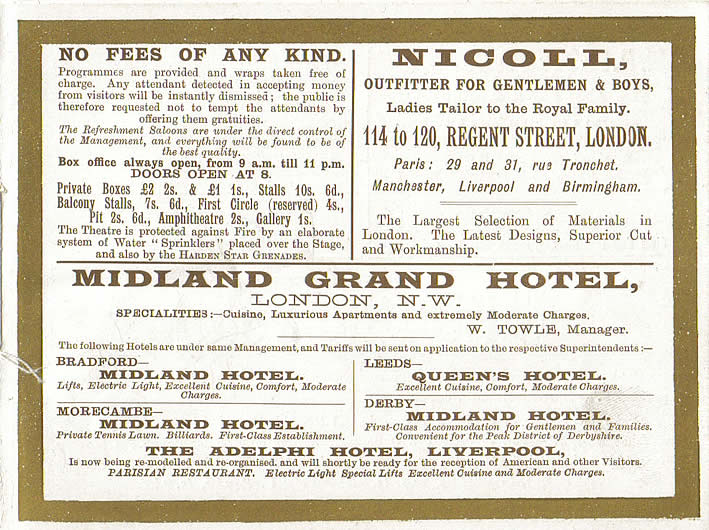 NO FEES OF ANY KIND.
Programmes are provided and wraps taken free of
charge. Any attendant detected in accepting money
from visitors will be instantly dismissed; the public is
therefore requested not to tempt the attendants by
offering them gratuities.
The Refreshment Saloons are under the direct control of
the Management, and everything will be found to be of
the best quality.
Box office always open, from 9 a.m. till 11 p.m.
DOORS OPEN AT 8.
Private Boxes £2 2s. & £1 1s., Stalls 10s. 6d.,
Balcony Stalls, 7s. 6d., First Circle (reserved) 4s.,
Pit 2s. 6d., Amphitheatre 2s., Gallery 1s.
The Theatre is protected against Fire by an elaborate
system of Water "Sprinklers" placed over the Stage,
and also by the HARDEN STAR GRENADES.
NICOLL,
OUTFITTER FOR GENTLEMEN & BOYS,
Ladies Tailor to the Royal Family.
114 to 120, REGENT STREET, LONDON.
Paris: 29 and 31, rue Tronchet.
Manchester, Liverpool and Birmingham.
The Largest Selection of Materials in
London. The Latest Designs, Superior Cut
and Workmanship.
MIDLAND GRAND HOTEL,
LONDON, N.W.
SPECIALITIES:—Cuisine, Luxurious Apartments and extremely Moderate Charges.
W. TOWLE, Manager.
The following Hotels are under same Management, and Tariffs will be sent on application to the respective Superintendents:—
BRADFORD—
MIDLAND HOTEL.
Lifts, Electric Light, Excellent Cuisine, Comfort, Moderate
Charges.
MORECAMBE—
MIDLAND HOTEL.
Private Tennis Lawn. Billiards. First-Class Establishment.
LEEDS—
QUEEN'S HOTEL.
Excellent Cuisine, Comfort, Moderate Charges.
DERBY—
MIDLAND HOTEL.
First-Class Accommodation for Gentlemen and Families.
Convenient for the Peak District of Derbyshire.
THE ADELPHI HOTEL, LIVERPOOL,
Is now being re-modelled and re-organised. and will shortly be ready for the reception of American and other Visitors.
PARISIAN RESTAURANT. Electric Light Special Lifts Excellent Cuisine and Moderate Charges.